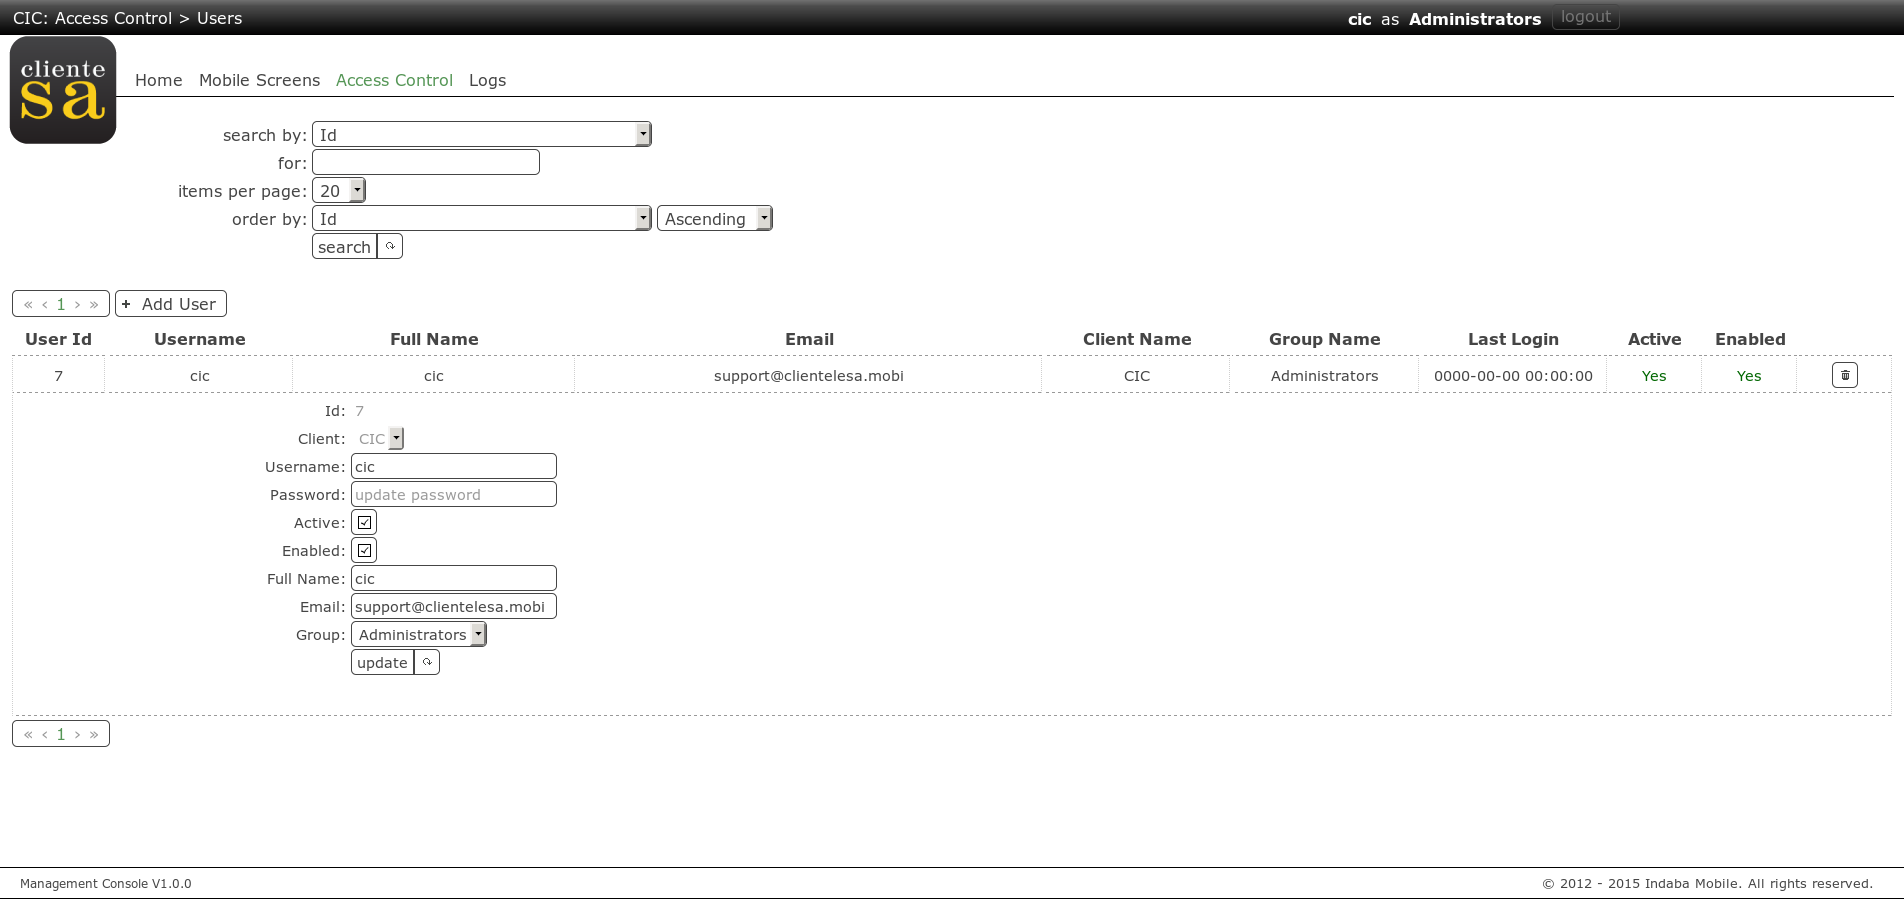 CIC: Access Control > Users
cic as Administrators logout
cliente
sa
Home Mobile Screens Access Control Logs
search by: Id
for:
items per page: 20
order by: Id Ascending
search
« ‹ 1 › » + Add User
User Id Username Full Name Email Client Name Group Name Last Login Active Enabled
7 cic cic support@clientelesa.mobi CIC Administrators 0000-00-00 00:00:00 Yes Yes
Id: 7
Client: CIC
Username: cic
Password: update password
Active:
Enabled:
Full Name: cic
Email: support@clientelesa.mobi
Group: Administrators
update
« ‹ 1 › »
Management Console V1.0.0
© 2012 - 2015 Indaba Mobile. All rights reserved.